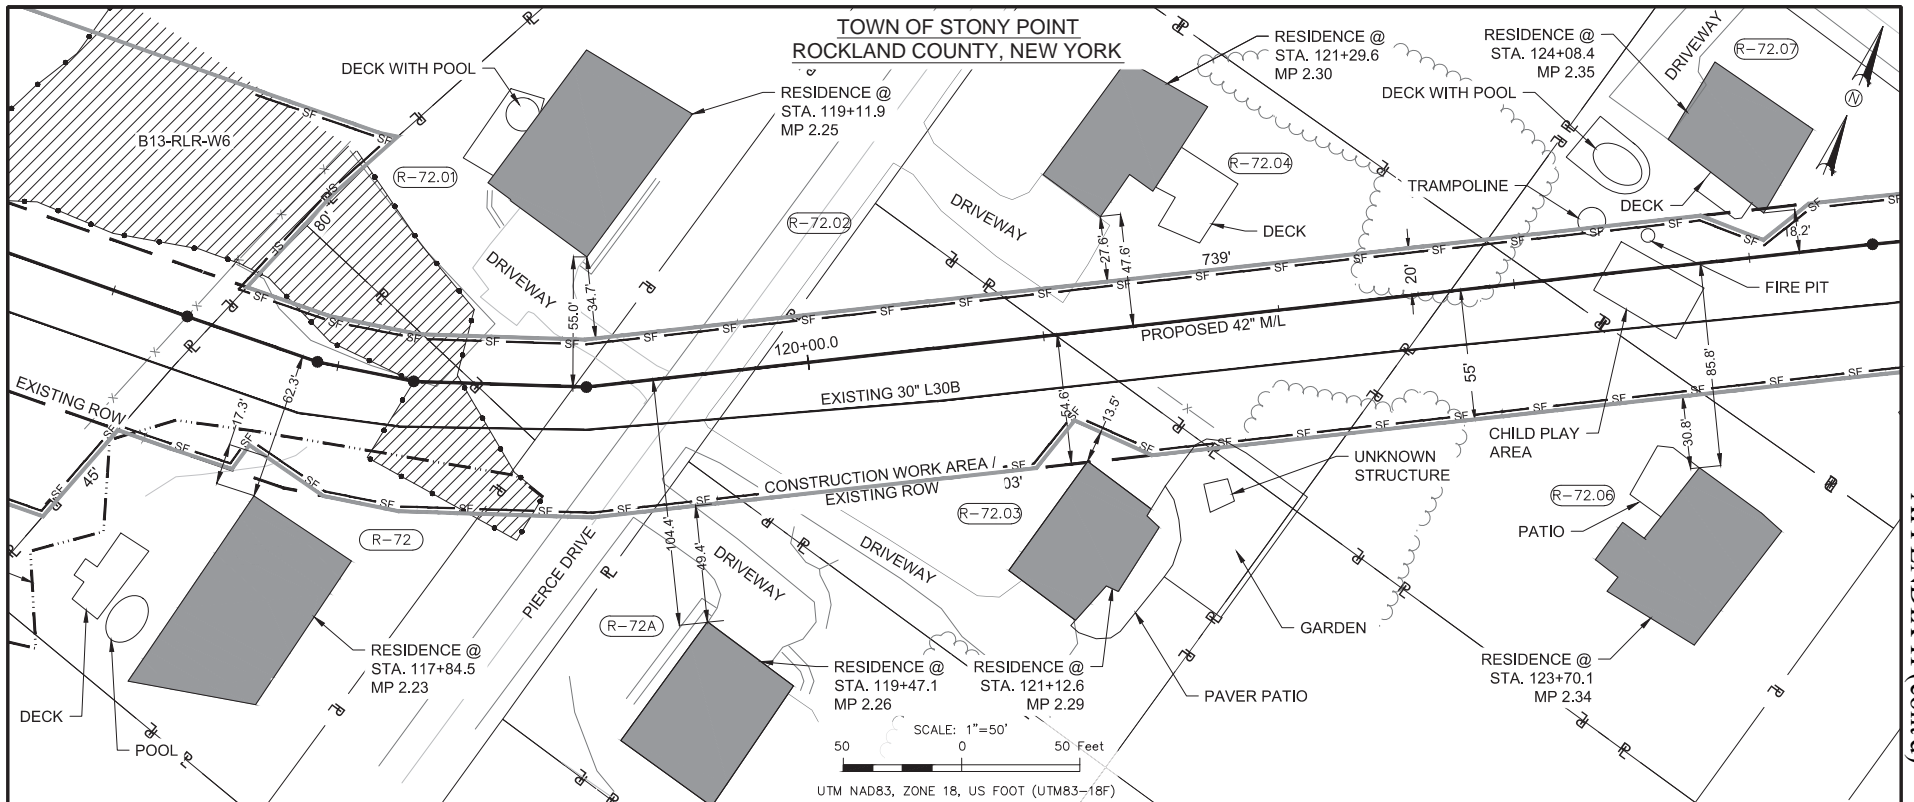 TOWN OF STONY POINT
ROCKLAND COUNTY, NEW YORK
DECK WITH POOL
RESIDENCE @
STA. 119+11.9
MP 2.25
RESIDENCE @
STA. 121+29.6
MP 2.30
RESIDENCE @
STA. 124+08.4
MP 2.35
DECK WITH POOL
DRIVEWAY
R-72.07
N
B13-RLR-W6
R-72.01
80'
R-72.02
R-72.04
DRIVEWAY
DRIVEWAY
DECK
TRAMPOLINE
DECK
FIRE PIT
55.0'
34.7'
27.6'
47.6'
739'
20'
18.2'
120+00.0
PROPOSED 42" M/L
EXISTING 30" L30B
EXISTING ROW
17.3'
62.3'
45'
54.6'
13.5'
55'
85.8'
30.8'
CHILD PLAY
AREA
UNKNOWN
STRUCTURE
CONSTRUCTION WORK AREA /
EXISTING ROW
03'
R-72
R-72.03
R-72.06
PATIO
104.4'
49.4'
PIERCE DRIVE
DRIVEWAY
DRIVEWAY
R-72A
GARDEN
PAVER PATIO
DECK
POOL
RESIDENCE @
STA. 117+84.5
MP 2.23
RESIDENCE @
STA. 119+47.1
MP 2.26
RESIDENCE @
STA. 121+12.6
MP 2.29
RESIDENCE @
STA. 123+70.1
MP 2.34
SCALE: 1"=50'
50 0 50 Feet
UTM NAD83, ZONE 18, US FOOT (UTM83-18F)